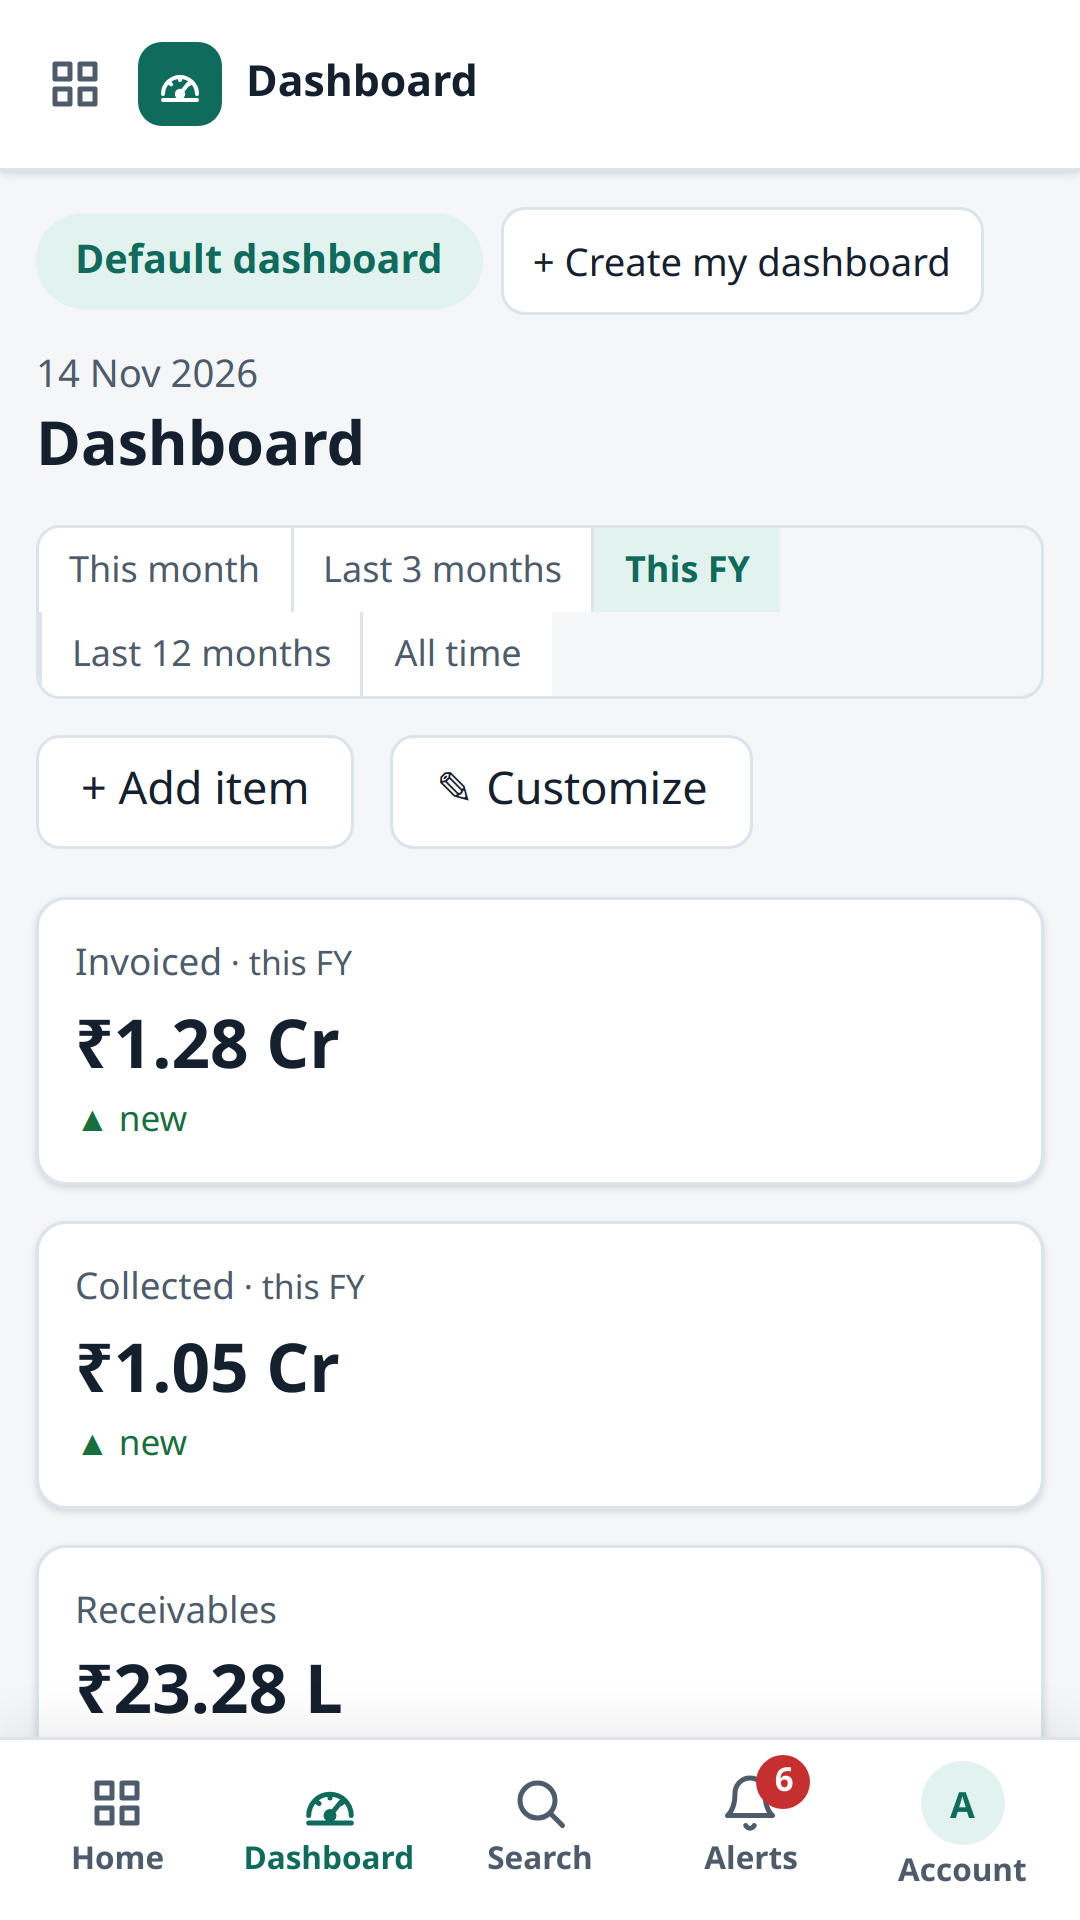 Dashboard
Default dashboard
+ Create my dashboard
14 Nov 2026
Dashboard
This month
Last 3 months
This FY
Last 12 months
All time
+ Add item
✎ Customize
Invoiced · this FY
₹1.28 Cr
▲ new
Collected · this FY
₹1.05 Cr
▲ new
Receivables
₹23.28 L
Home
Dashboard
Search
6
Alerts
A
Account